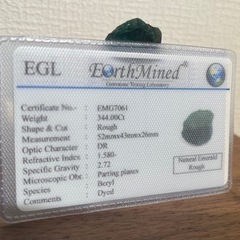 EGL EarthMined ®
Gemstone Testing Laboratory
Certificate No. : EMG7061
Weight : 344.00Ct
Shape & Cut : Rough
Measurement : 52mmx43mmx26mm
Optic Character : DR
Refractive Index : 1.580-
Specific Gravity : 2.72
Microscopic Obs. : Parting planes
Species : Beryl
Comments : Dyed
Natural Emerald
Rough